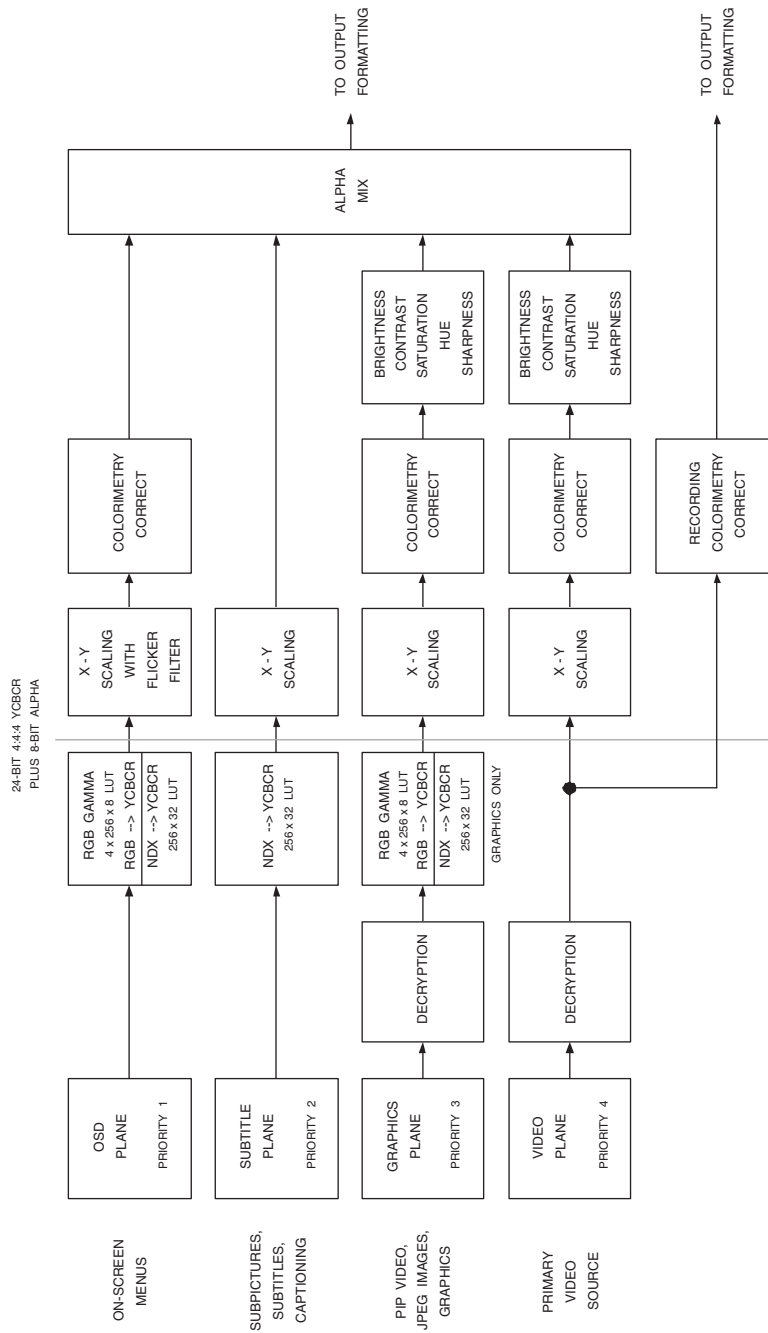 24-BIT 4:4:4 YCBCR
PLUS 8-BIT ALPHA
ON-SCREEN
MENUS
OSD
PLANE
PRIORITY 1
RGB GAMMA
4 x 256 x 8 LUT
RGB --> YCBCR
NDX --> YCBCR
256 x 32 LUT
X - Y
SCALING
WITH
FLICKER
FILTER
COLORIMETRY
CORRECT
ALPHA
MIX
TO OUTPUT
FORMATTING
SUBPICTURES,
SUBTITLES,
CAPTIONING
SUBTITLE
PLANE
PRIORITY 2
NDX --> YCBCR
256 x 32 LUT
X - Y
SCALING
PIP VIDEO,
JPEG IMAGES,
GRAPHICS
GRAPHICS
PLANE
PRIORITY 3
DECRYPTION
RGB GAMMA
4 x 256 x 8 LUT
RGB --> YCBCR
NDX --> YCBCR
256 x 32 LUT
GRAPHICS ONLY
X - Y
SCALING
COLORIMETRY
CORRECT
BRIGHTNESS
CONTRAST
SATURATION
HUE
SHARPNESS
PRIMARY
VIDEO
SOURCE
VIDEO
PLANE
PRIORITY 4
DECRYPTION
X - Y
SCALING
COLORIMETRY
CORRECT
BRIGHTNESS
CONTRAST
SATURATION
HUE
SHARPNESS
RECORDING
COLORIMETRY
CORRECT
TO OUTPUT
FORMATTING